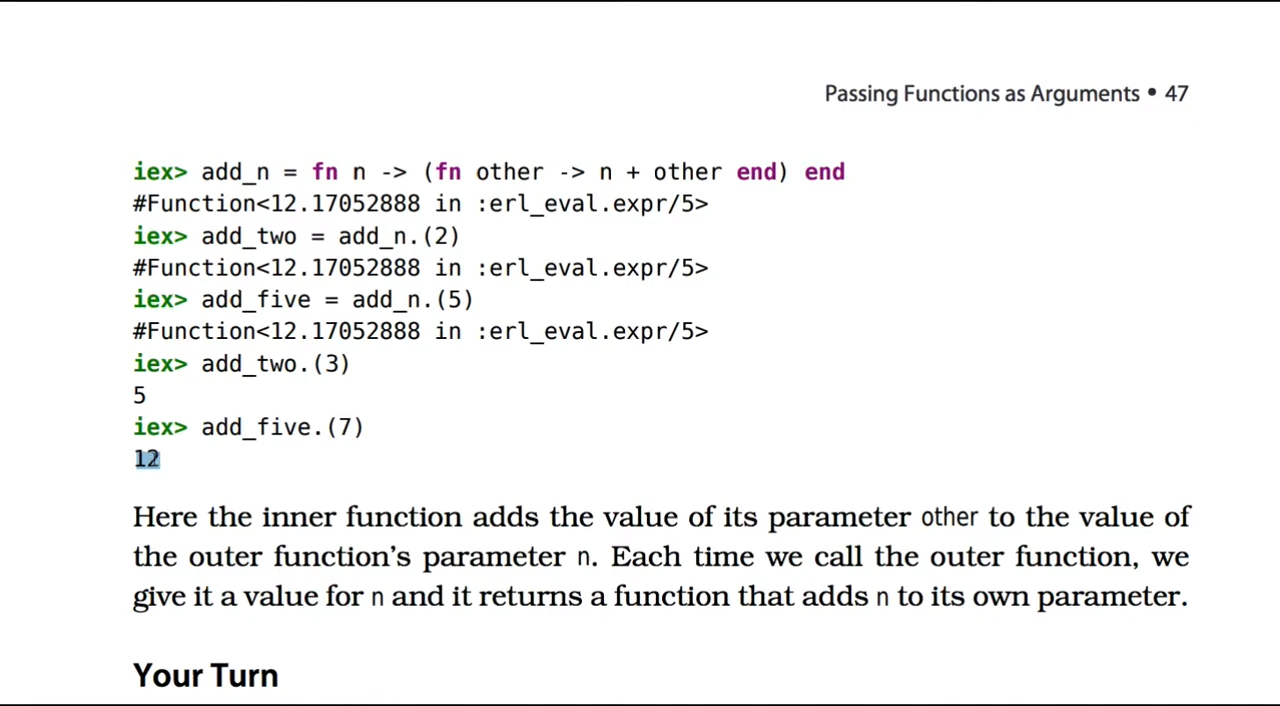 Passing Functions as Arguments • 47
iex> add_n = fn n -> (fn other -> n + other end) end
#Function<12.17052888 in :erl_eval.expr/5>
iex> add_two = add_n.(2)
#Function<12.17052888 in :erl_eval.expr/5>
iex> add_five = add_n.(5)
#Function<12.17052888 in :erl_eval.expr/5>
iex> add_two.(3)
5
iex> add_five.(7)
12
Here the inner function adds the value of its parameter other to the value of
the outer function's parameter n. Each time we call the outer function, we
give it a value for n and it returns a function that adds n to its own parameter.
Your Turn